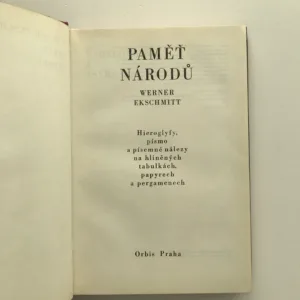 PAMĚŤ
NÁRODŮ
WERNER
EKSCHMITT
Hieroglyfy,
písmo
a písemné nálezy
na hliněných
tabulkách,
papyrech
a pergamenech
Orbis Praha